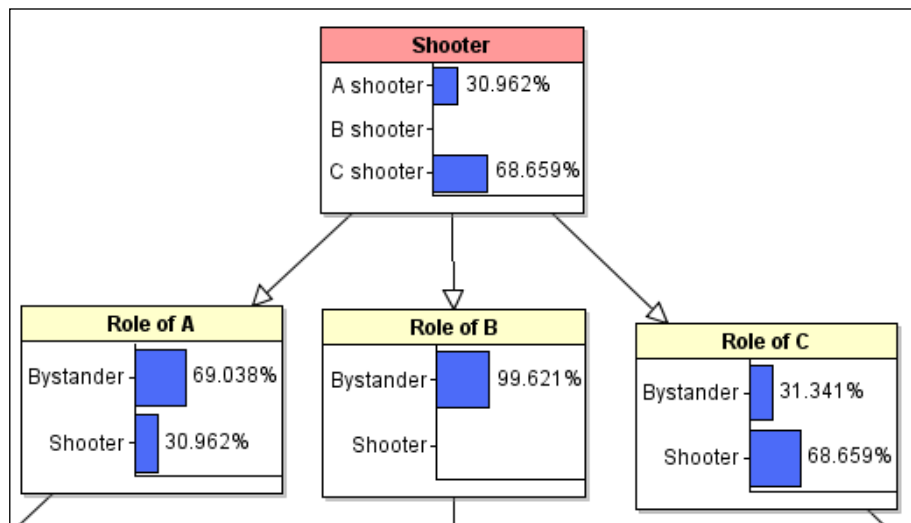 Shooter
A shooter 30.962%
B shooter
C shooter 68.659%
Role of A
Bystander 69.038%
Shooter 30.962%
Role of B
Bystander 99.621%
Shooter
Role of C
Bystander 31.341%
Shooter 68.659%